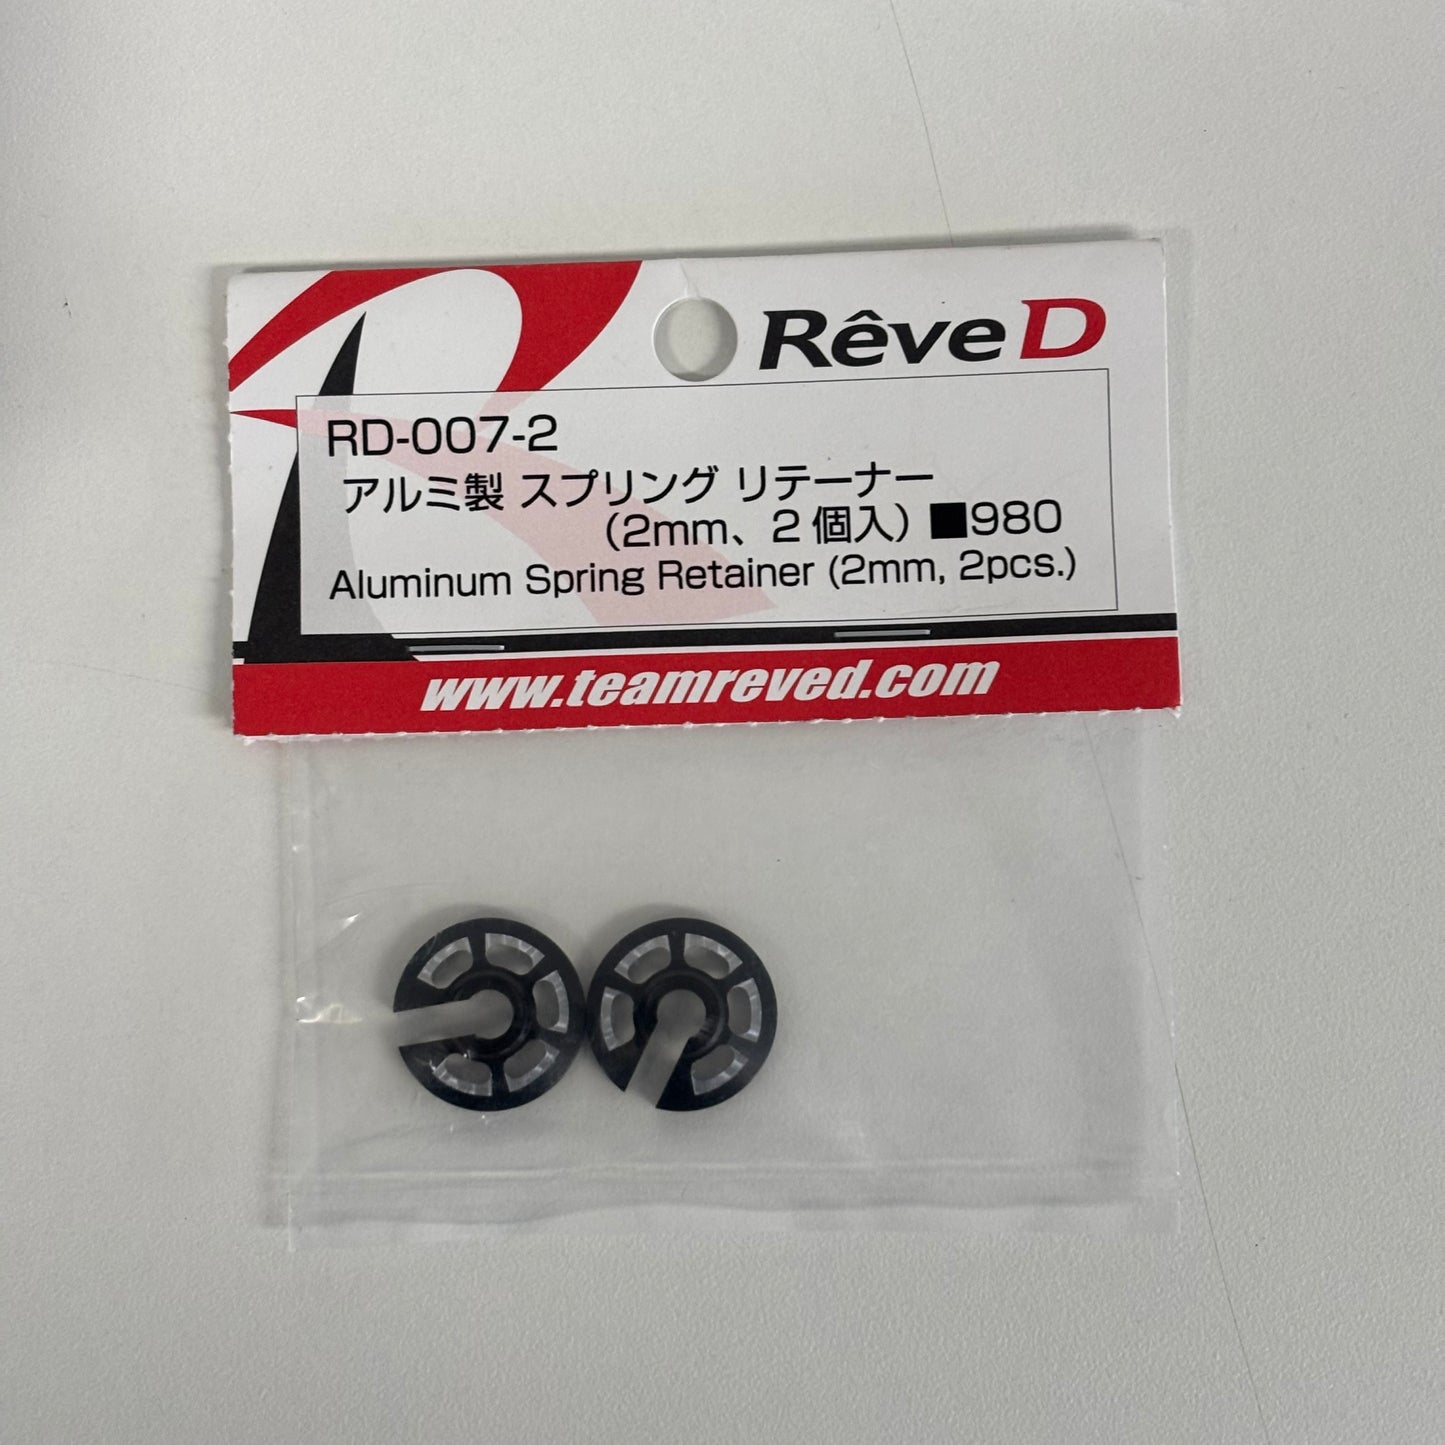 RêveD
RD-007-2
アルミ製 スプリング リテーナー
（2mm、2個入）■980
Aluminum Spring Retainer (2mm, 2pcs.)
www.teamreved.com